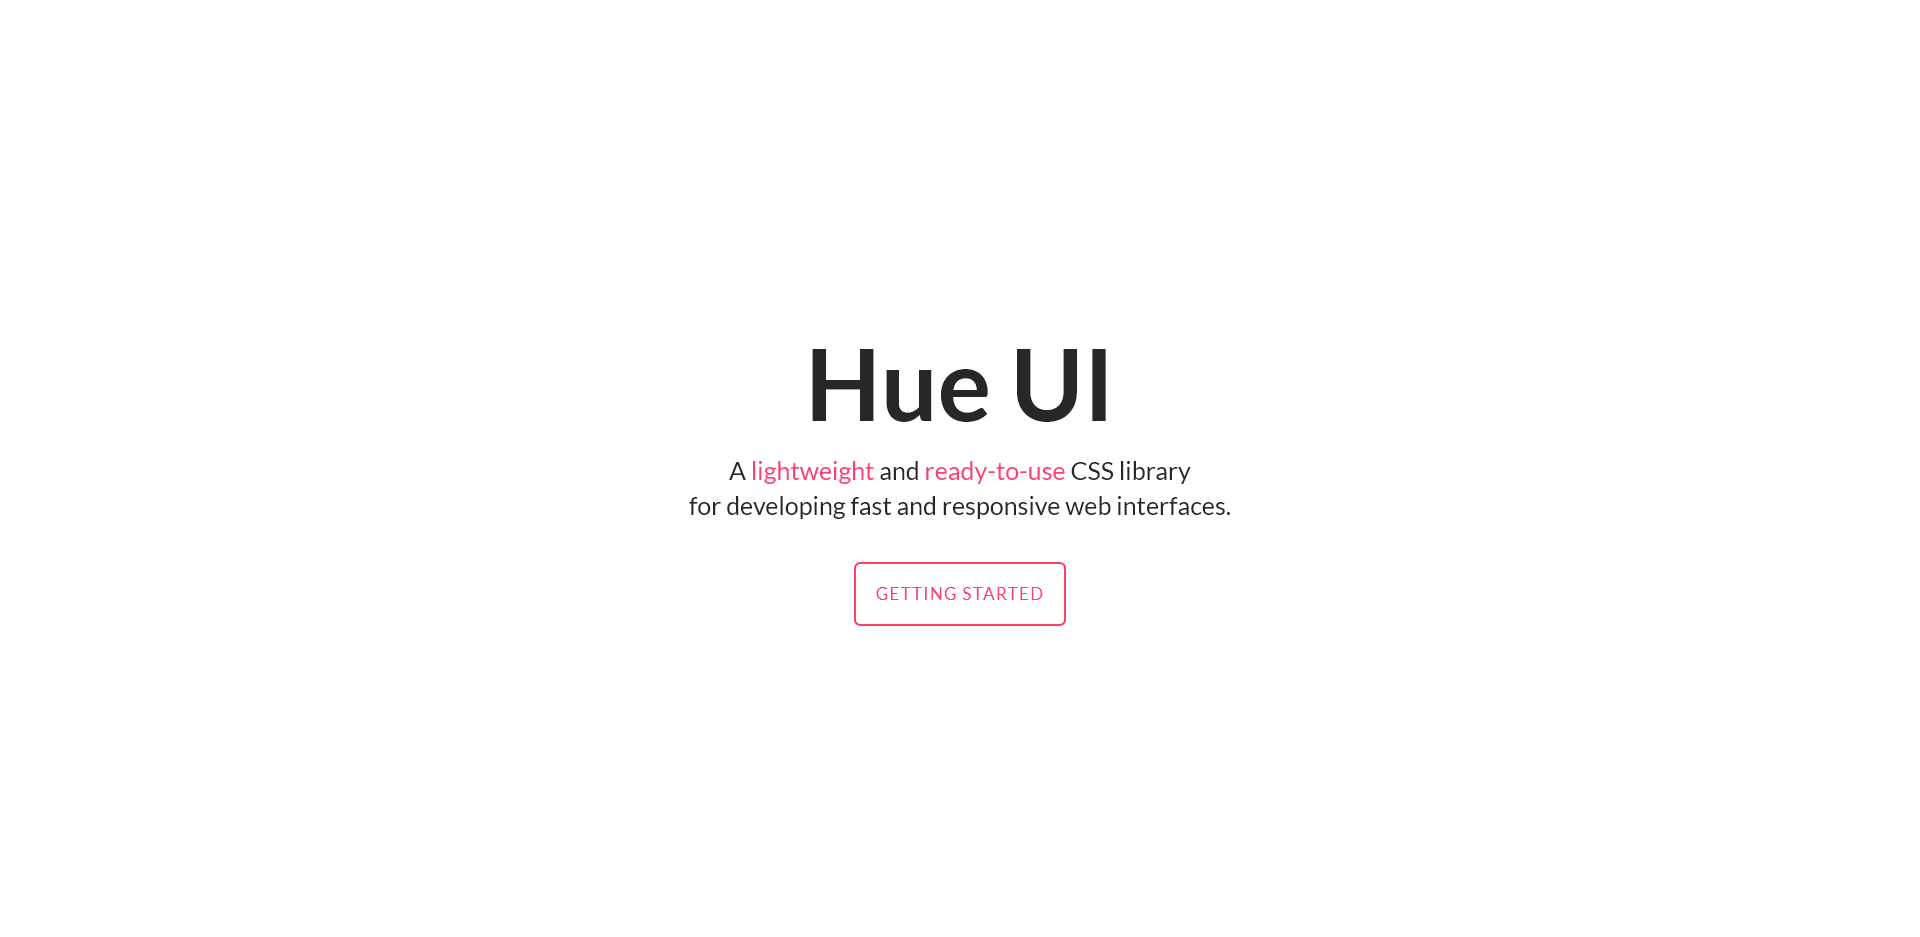 Hue UI
A lightweight and ready-to-use CSS library
for developing fast and responsive web interfaces.
GETTING STARTED